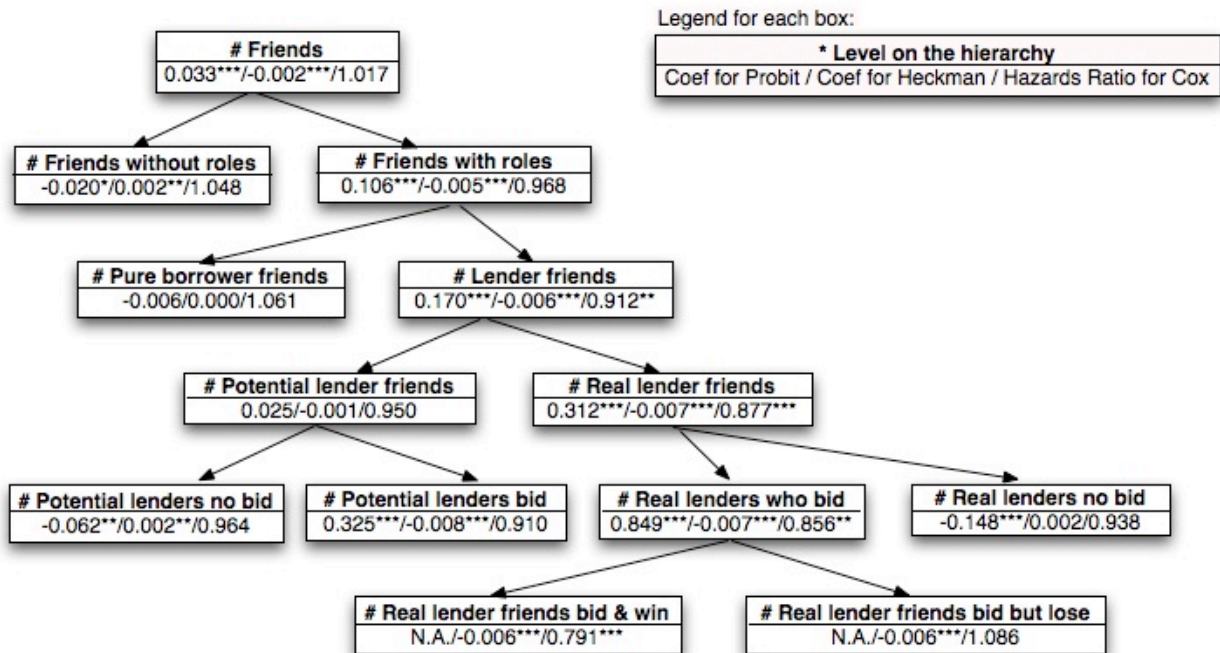 Legend for each box:
* Level on the hierarchy
Coef for Probit / Coef for Heckman / Hazards Ratio for Cox
# Friends
0.033***/-0.002***/1.017
# Friends without roles
-0.020*/0.002**/1.048
# Friends with roles
0.106***/-0.005***/0.968
# Pure borrower friends
-0.006/0.000/1.061
# Lender friends
0.170***/-0.006***/0.912**
# Potential lender friends
0.025/-0.001/0.950
# Real lender friends
0.312***/-0.007***/0.877***
# Potential lenders no bid
-0.062**/0.002**/0.964
# Potential lenders bid
0.325***/-0.008***/0.910
# Real lenders who bid
0.849***/-0.007***/0.856**
# Real lenders no bid
-0.148***/0.002/0.938
# Real lender friends bid & win
N.A./-0.006***/0.791***
# Real lender friends bid but lose
N.A./-0.006***/1.086